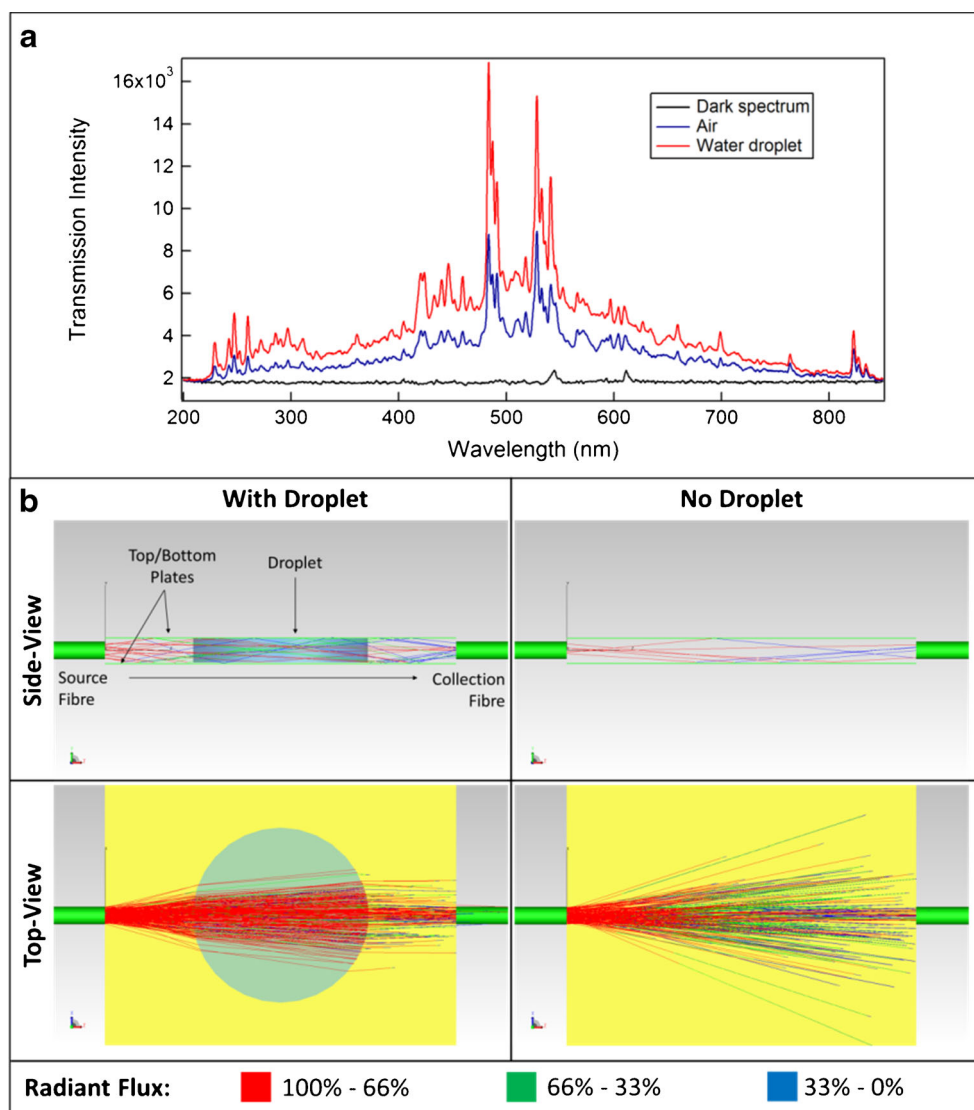 a
16x10³
14
12
10
8
6
4
2
Transmission Intensity
Dark spectrum
Air
Water droplet
200
300
400
500
600
700
800
Wavelength (nm)
b
With Droplet
No Droplet
Side-View
Top/Bottom
Plates
Droplet
Source
Fibre
Collection
Fibre
Top-View
Radiant Flux:
100% - 66%
66% - 33%
33% - 0%